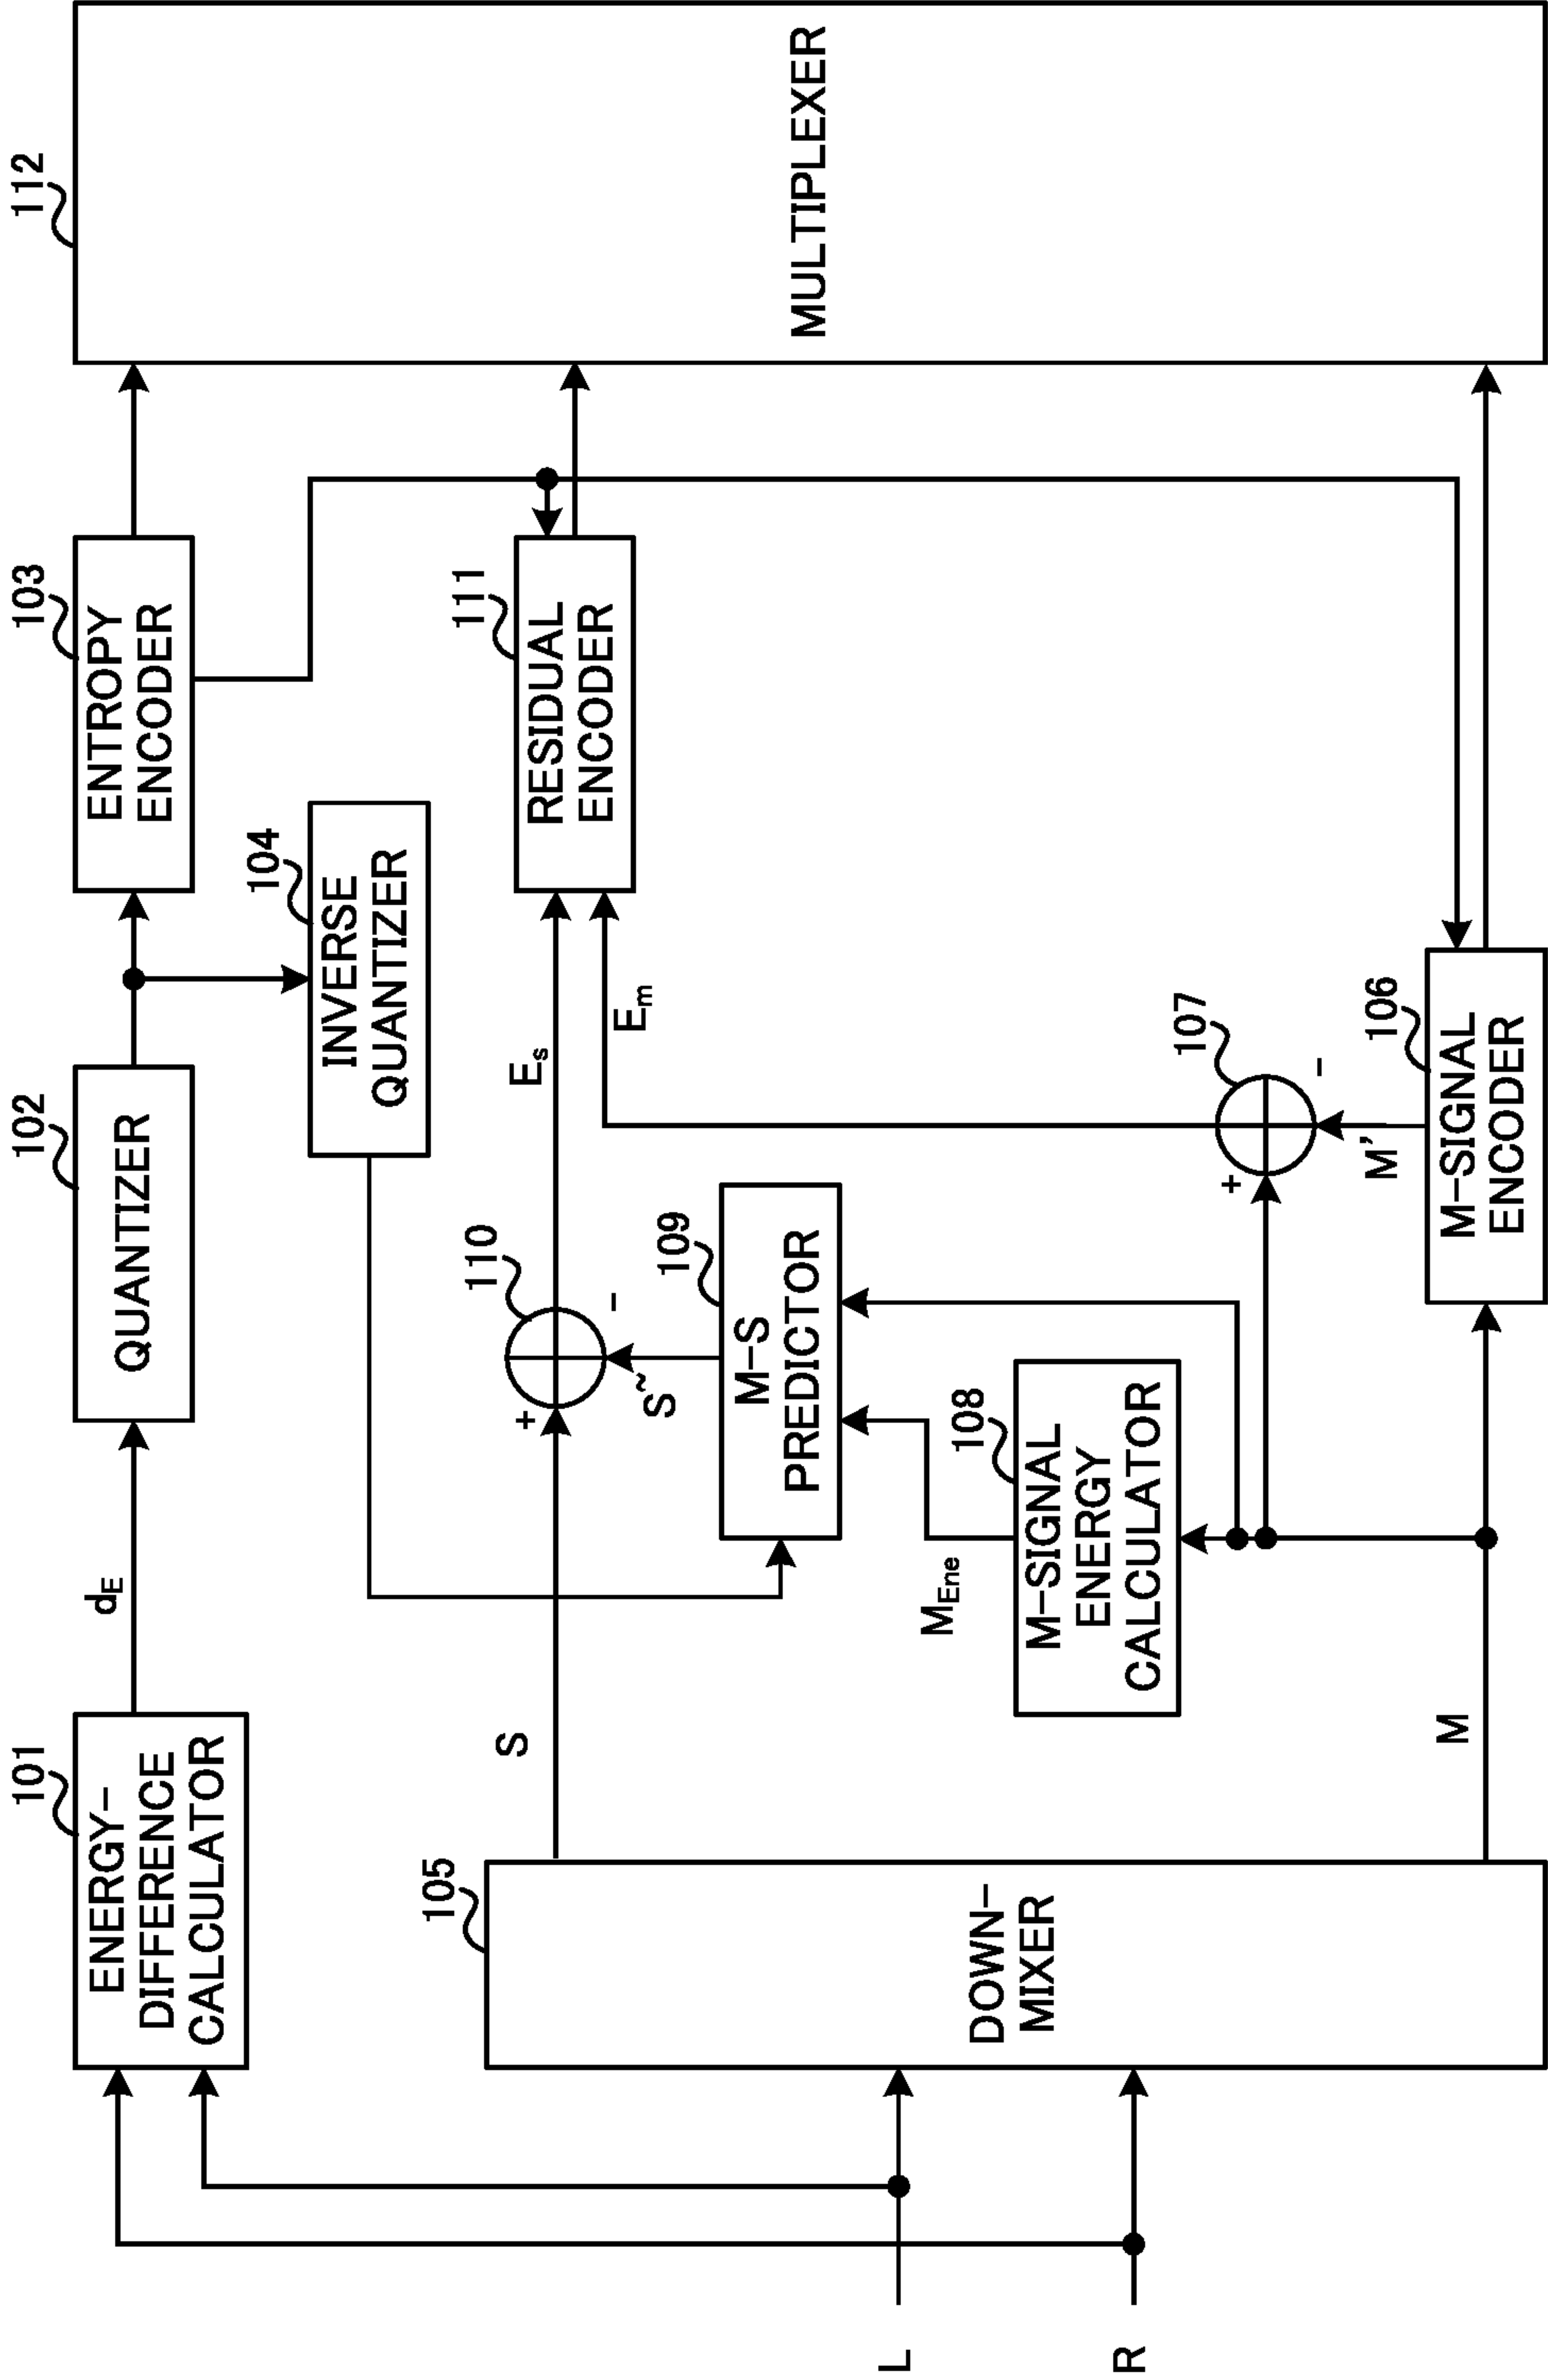 101
ENERGY-
DIFFERENCE
CALCULATOR
dE
102
QUANTIZER
103
ENTROPY
ENCODER
112
MULTIPLEXER
104
INVERSE
QUANTIZER
105
DOWN-
MIXER
S
+
110
-
S~
Es
111
RESIDUAL
ENCODER
Em
109
M-S
PREDICTOR
MEne
108
M-SIGNAL
ENERGY
CALCULATOR
L
R
+
107
-
M'
M
106
M-SIGNAL
ENCODER